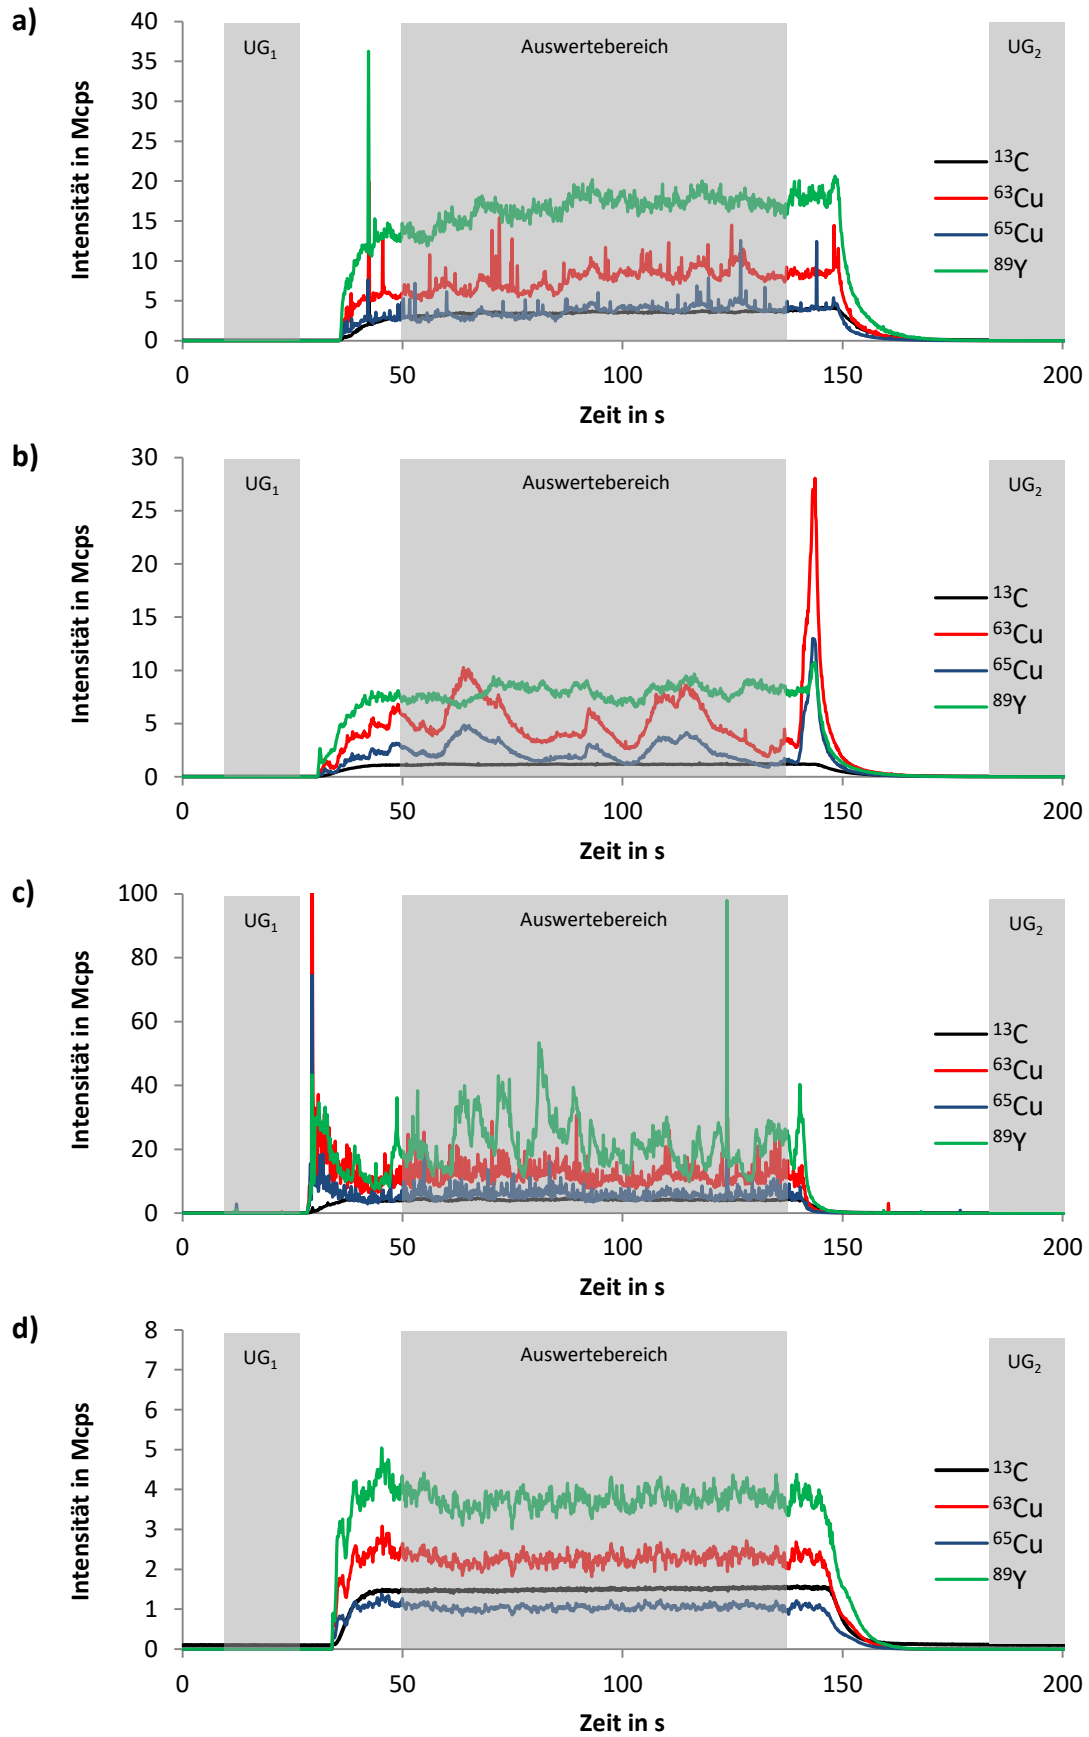 a)
Intensität in Mcps
40
35
30
25
20
15
10
5
0
UG₁
Auswertebereich
UG₂
¹³C
⁶³Cu
⁶⁵Cu
⁸⁹Y
0 50 100 150 200
Zeit in s
b)
Intensität in Mcps
30
25
20
15
10
5
0
UG₁
Auswertebereich
UG₂
¹³C
⁶³Cu
⁶⁵Cu
⁸⁹Y
0 50 100 150 200
Zeit in s
c)
Intensität in Mcps
100
80
60
40
20
0
UG₁
Auswertebereich
UG₂
¹³C
⁶³Cu
⁶⁵Cu
⁸⁹Y
0 50 100 150 200
Zeit in s
d)
Intensität in Mcps
8
7
6
5
4
3
2
1
0
UG₁
Auswertebereich
UG₂
¹³C
⁶³Cu
⁶⁵Cu
⁸⁹Y
0 50 100 150 200
Zeit in s